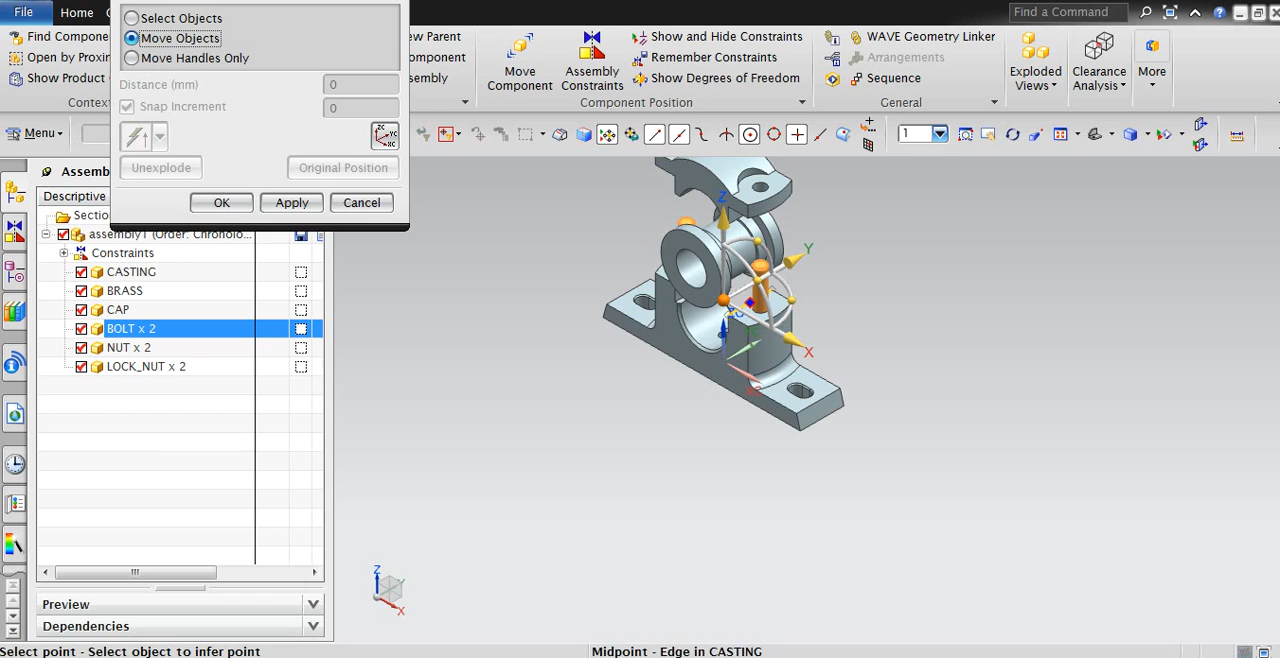 File
Home
Find a Command
Select Objects
Move Objects
Move Handles Only
Distance (mm)
0
Snap Increment
0
Unexplode
Original Position
OK
Apply
Cancel
Find Compone
Open by Proxin
Show Product
Context
ew Parent
omponent
sembly
Move
Component
Assembly
Constraints
Show and Hide Constraints
Remember Constraints
Show Degrees of Freedom
Component Position
WAVE Geometry Linker
Arrangements
Sequence
General
Exploded
Views
Clearance
Analysis
More
Menu
1
Assemb
Descriptive
Sectio
assembly1 (Order: Chronolo...
Constraints
CASTING
BRASS
CAP
BOLT x 2
NUT x 2
LOCK_NUT x 2
Preview
Dependencies
Z
Y
X
Z
Y
X
Select point - Select object to infer point
Midpoint - Edge in CASTING